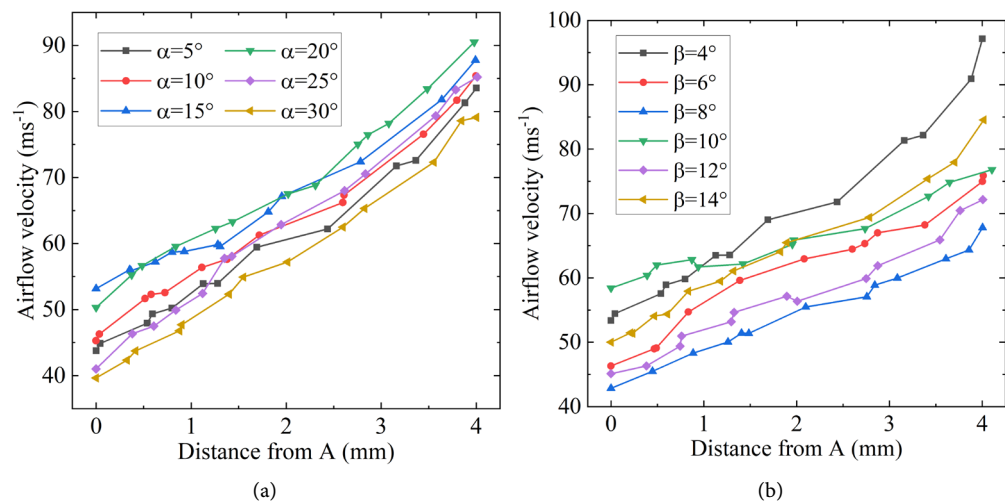 90
80
70
60
50
40
0
1
2
3
4
Airflow velocity (ms⁻¹)
Distance from A (mm)
α=5° α=20°
α=10° α=25°
α=15° α=30°
(a)
100
90
80
70
60
50
40
0
1
2
3
4
Airflow velocity (ms⁻¹)
Distance from A (mm)
β=4°
β=6°
β=8°
β=10°
β=12°
β=14°
(b)